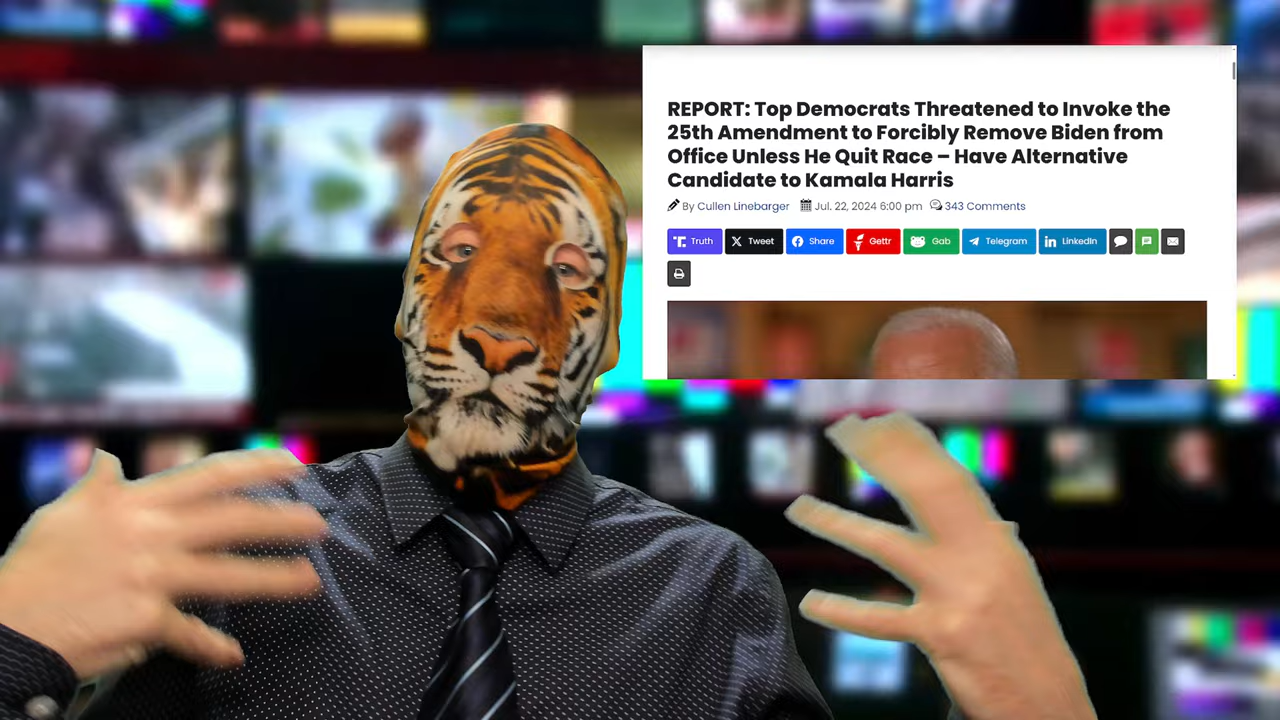 REPORT: Top Democrats Threatened to Invoke the
25th Amendment to Forcibly Remove Biden from
Office Unless He Quit Race – Have Alternative
Candidate to Kamala Harris
By Cullen Linebarger Jul. 22, 2024 6:00 pm 343 Comments
Truth Tweet Share Gettr Gab Telegram LinkedIn